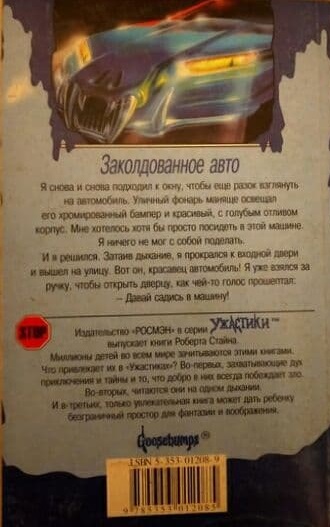 Заколдованное авто
Я снова и снова подходил к окну, чтобы еще разок взглянуть
на автомобиль. Уличный фонарь маняще освещал
его хромированный бампер и красивый, с голубым отливом
корпус. Мне хотелось хотя бы просто посидеть в этой машине.
Я ничего не мог с собой поделать.
И я решился. Затаив дыхание, я прокрался к входной двери
и вышел на улицу. Вот он, красавец автомобиль! Я уже взялся за
ручку, чтобы открыть дверцу, как чей-то голос прошептал:
– Давай садись в машину!
STOP
Издательство «РОСМЭН» в серии УЖАСТИКИ™
выпускает книги Роберта Стайна.
Миллионы детей во всем мире зачитываются этими книгами.
Что привлекает их в «Ужастиках»? Во-первых, захватывающие дух
приключения и тайны и то, что добро в них всегда побеждает зло.
Во-вторых, читаются они на одном дыхании.
И в-третьих, только увлекательная книга может дать ребенку
безграничный простор для фантазии и воображения.
Goosebumps®
ISBN 5-353-01208-9
9 785353 012085